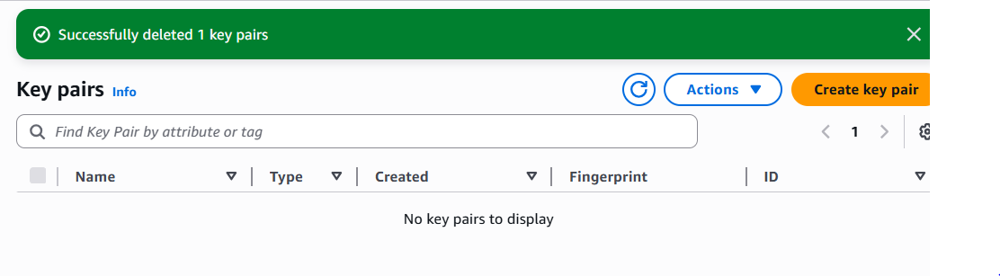 Successfully deleted 1 key pairs
Key pairs Info
Actions
Create key pair
Find Key Pair by attribute or tag
1
Name Type Created Fingerprint ID
No key pairs to display